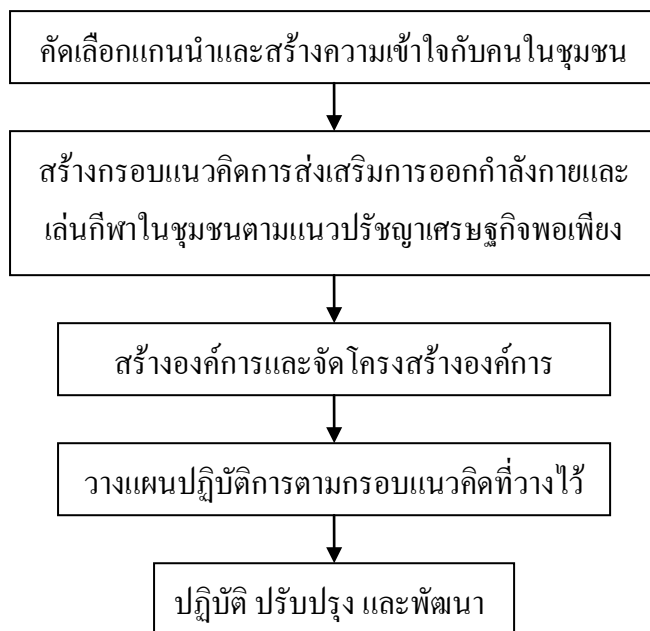 คัดเลือกแกนนำและสร้างความเข้าใจกับคนในชุมชน
สร้างกรอบแนวคิดการส่งเสริมการออกกำลังกายและ
เล่นกีฬาในชุมชนตามแนวปรัชญาเศรษฐกิจพอเพียง
สร้างองค์การและจัดโครงสร้างองค์การ
วางแผนปฏิบัติการตามกรอบแนวคิดที่วางไว้
ปฏิบัติ ปรับปรุง และพัฒนา